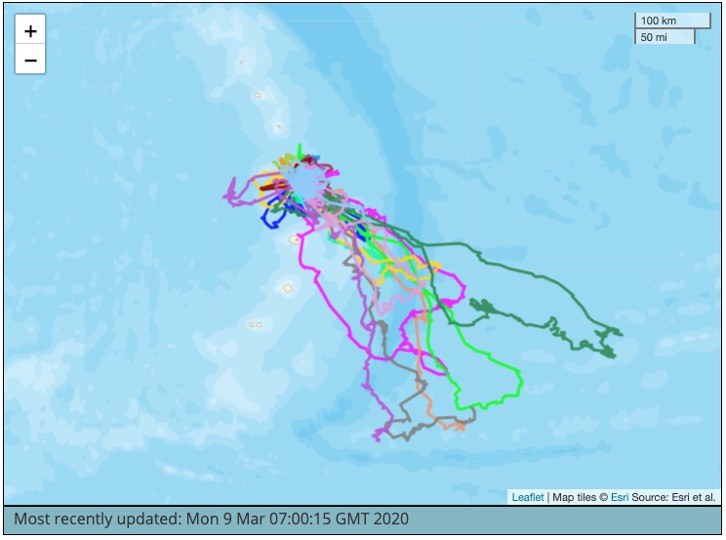 +
−
100 km
50 mi
Leaflet | Map tiles © Esri Source: Esri et al.
Most recently updated: Mon 9 Mar 07:00:15 GMT 2020